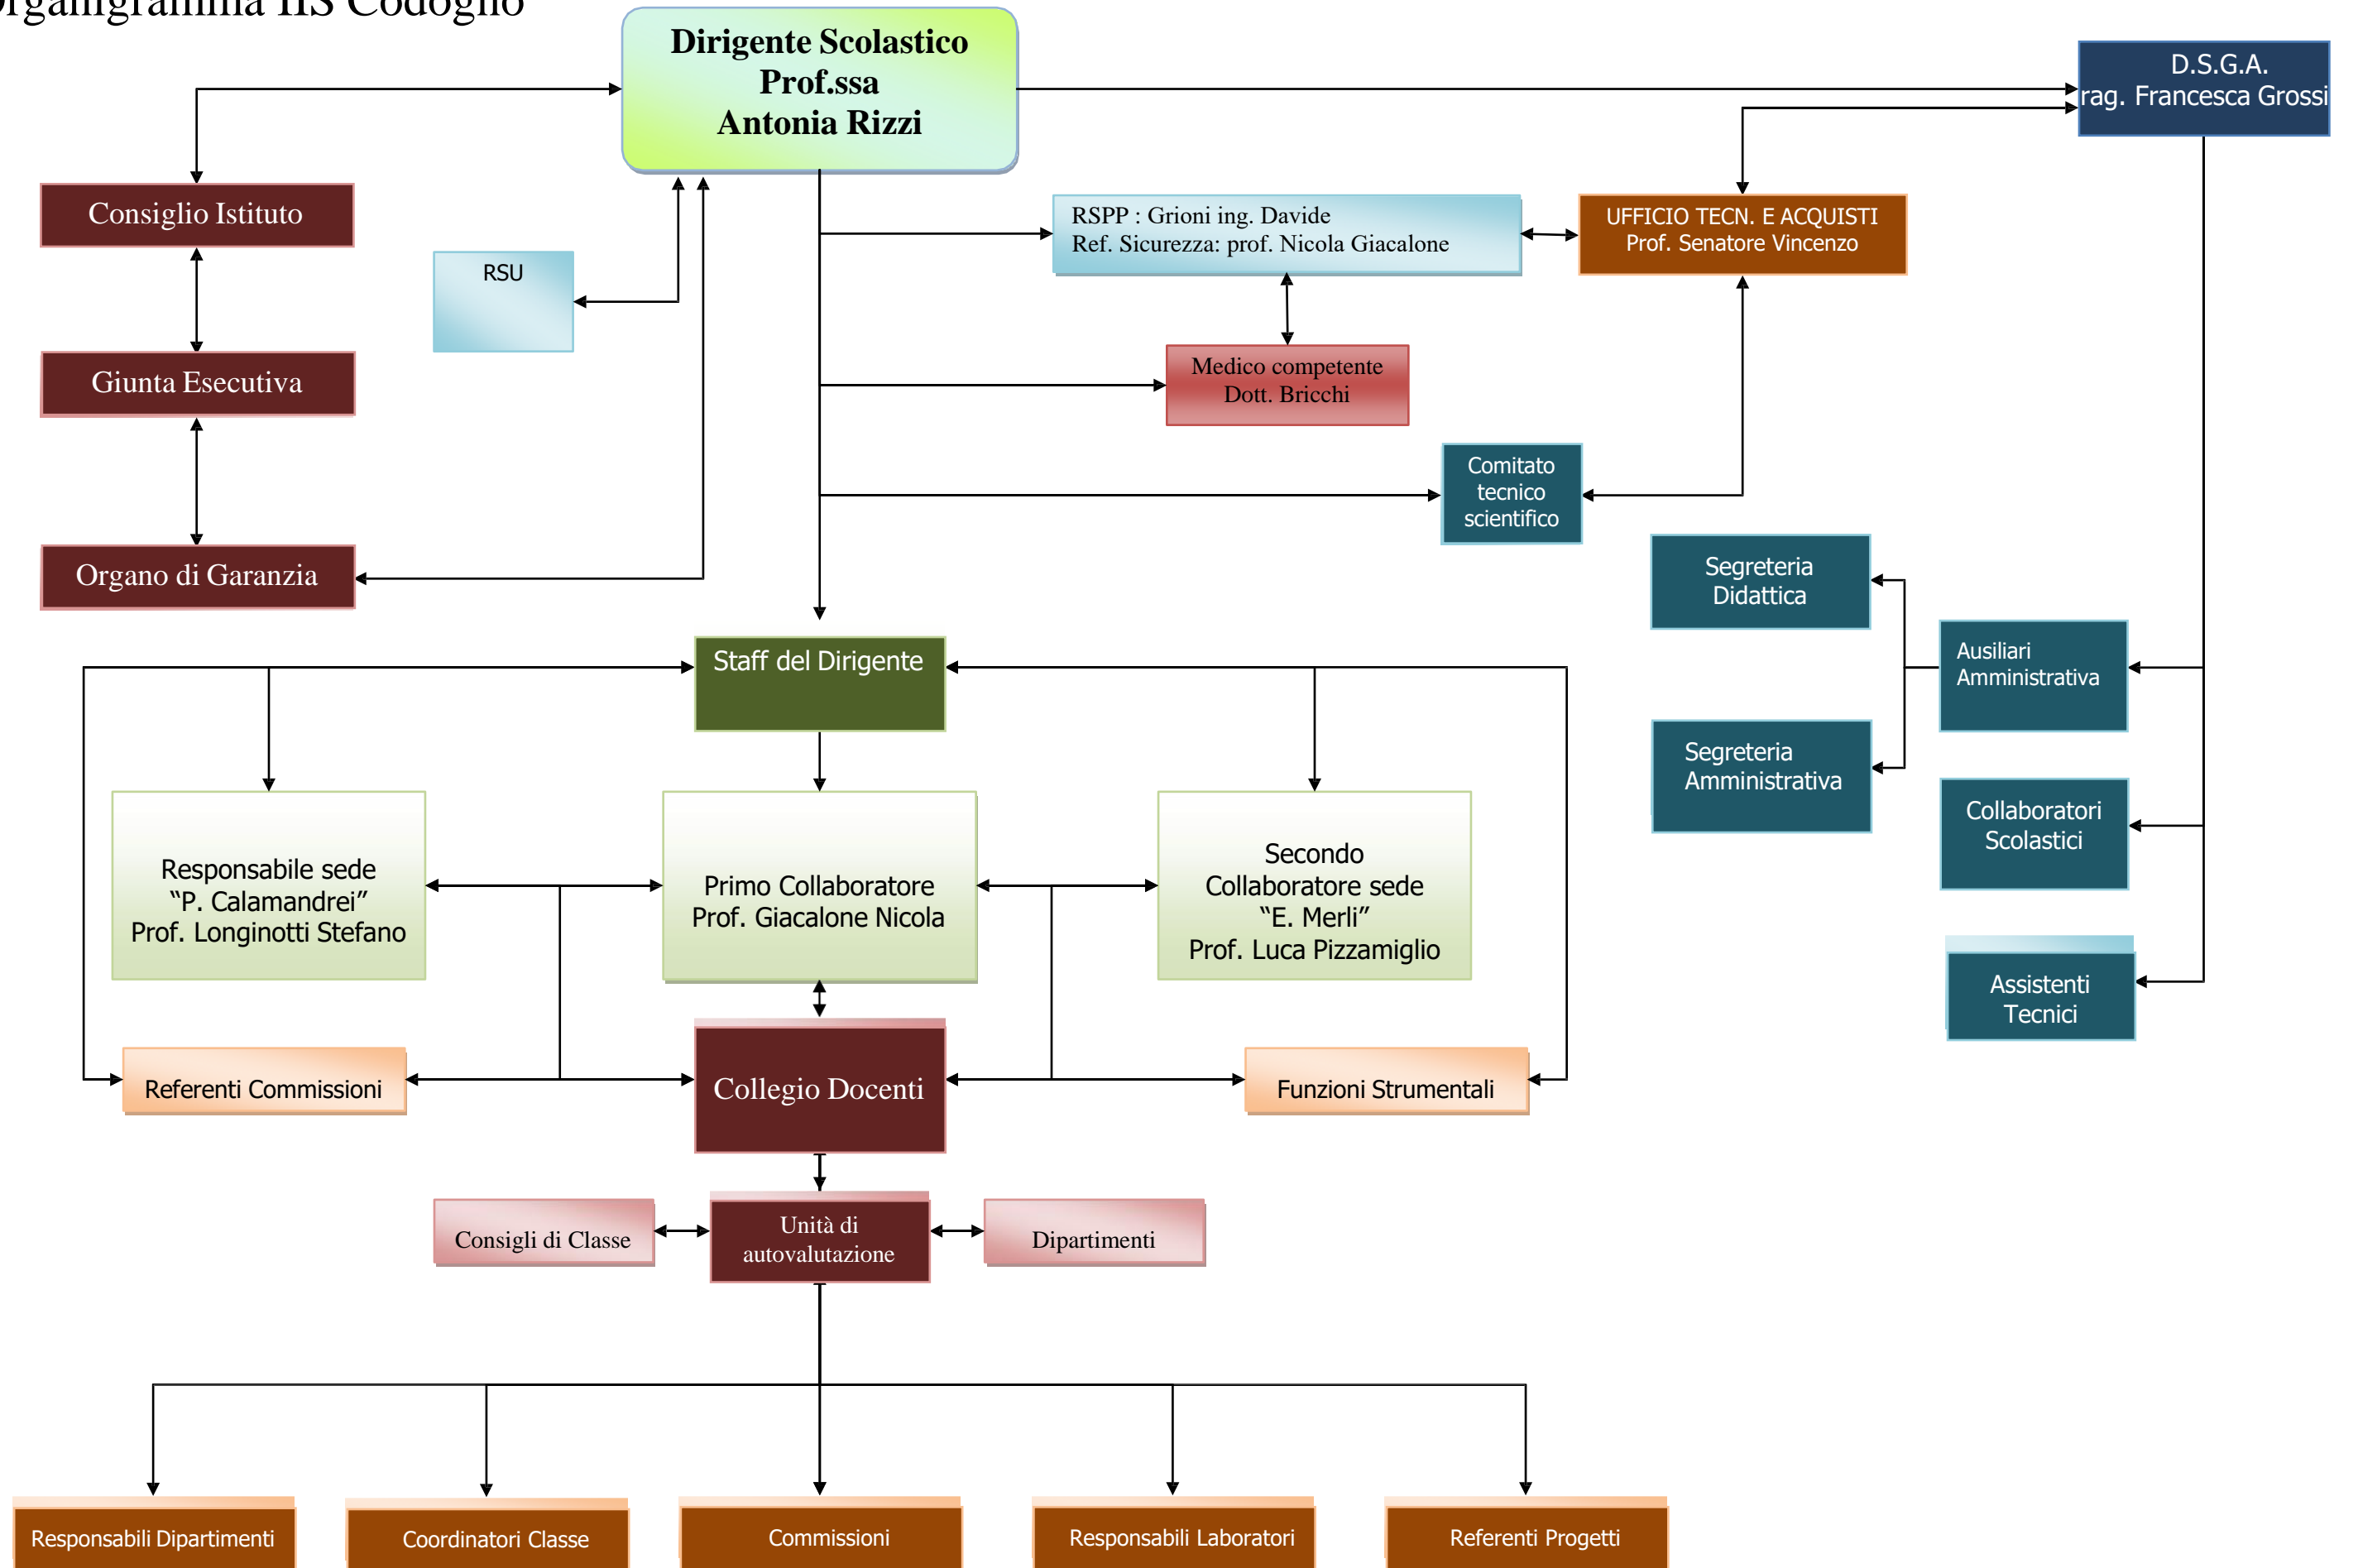 Organigramma IIS Codogno
Dirigente Scolastico
Prof.ssa
Antonia Rizzi
D.S.G.A.
rag. Francesca Grossi
Consiglio Istituto
RSPP : Grioni ing. Davide
Ref. Sicurezza: prof. Nicola Giacalone
UFFICIO TECN. E ACQUISTI
Prof. Senatore Vincenzo
RSU
Giunta Esecutiva
Medico competente
Dott. Bricchi
Comitato
tecnico
scientifico
Organo di Garanzia
Segreteria
Didattica
Staff del Dirigente
Ausiliari
Amministrativa
Segreteria
Amministrativa
Collaboratori
Scolastici
Responsabile sede
“P. Calamandrei”
Prof. Longinotti Stefano
Primo Collaboratore
Prof. Giacalone Nicola
Secondo
Collaboratore sede
“E. Merli”
Prof. Luca Pizzamiglio
Assistenti
Tecnici
Referenti Commissioni
Collegio Docenti
Funzioni Strumentali
Consigli di Classe
Unità di
autovalutazione
Dipartimenti
Responsabili Dipartimenti
Coordinatori Classe
Commissioni
Responsabili Laboratori
Referenti Progetti